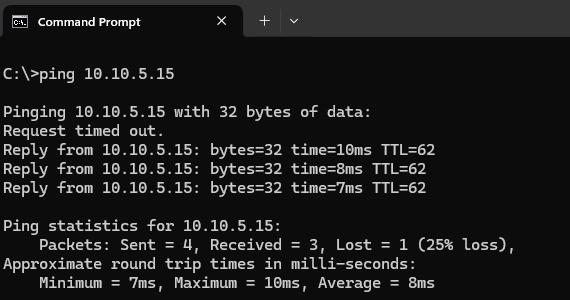 Command Prompt
C:\>ping 10.10.5.15
Pinging 10.10.5.15 with 32 bytes of data:
Request timed out.
Reply from 10.10.5.15: bytes=32 time=10ms TTL=62
Reply from 10.10.5.15: bytes=32 time=8ms TTL=62
Reply from 10.10.5.15: bytes=32 time=7ms TTL=62
Ping statistics for 10.10.5.15:
    Packets: Sent = 4, Received = 3, Lost = 1 (25% loss),
Approximate round trip times in milli-seconds:
    Minimum = 7ms, Maximum = 10ms, Average = 8ms